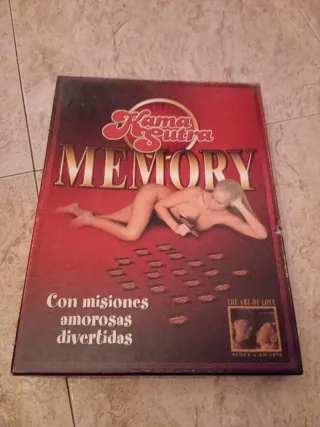 Kama
Sutra
MEMORY
Con misiones
amorosas
divertidas
THE ART OF LOVE